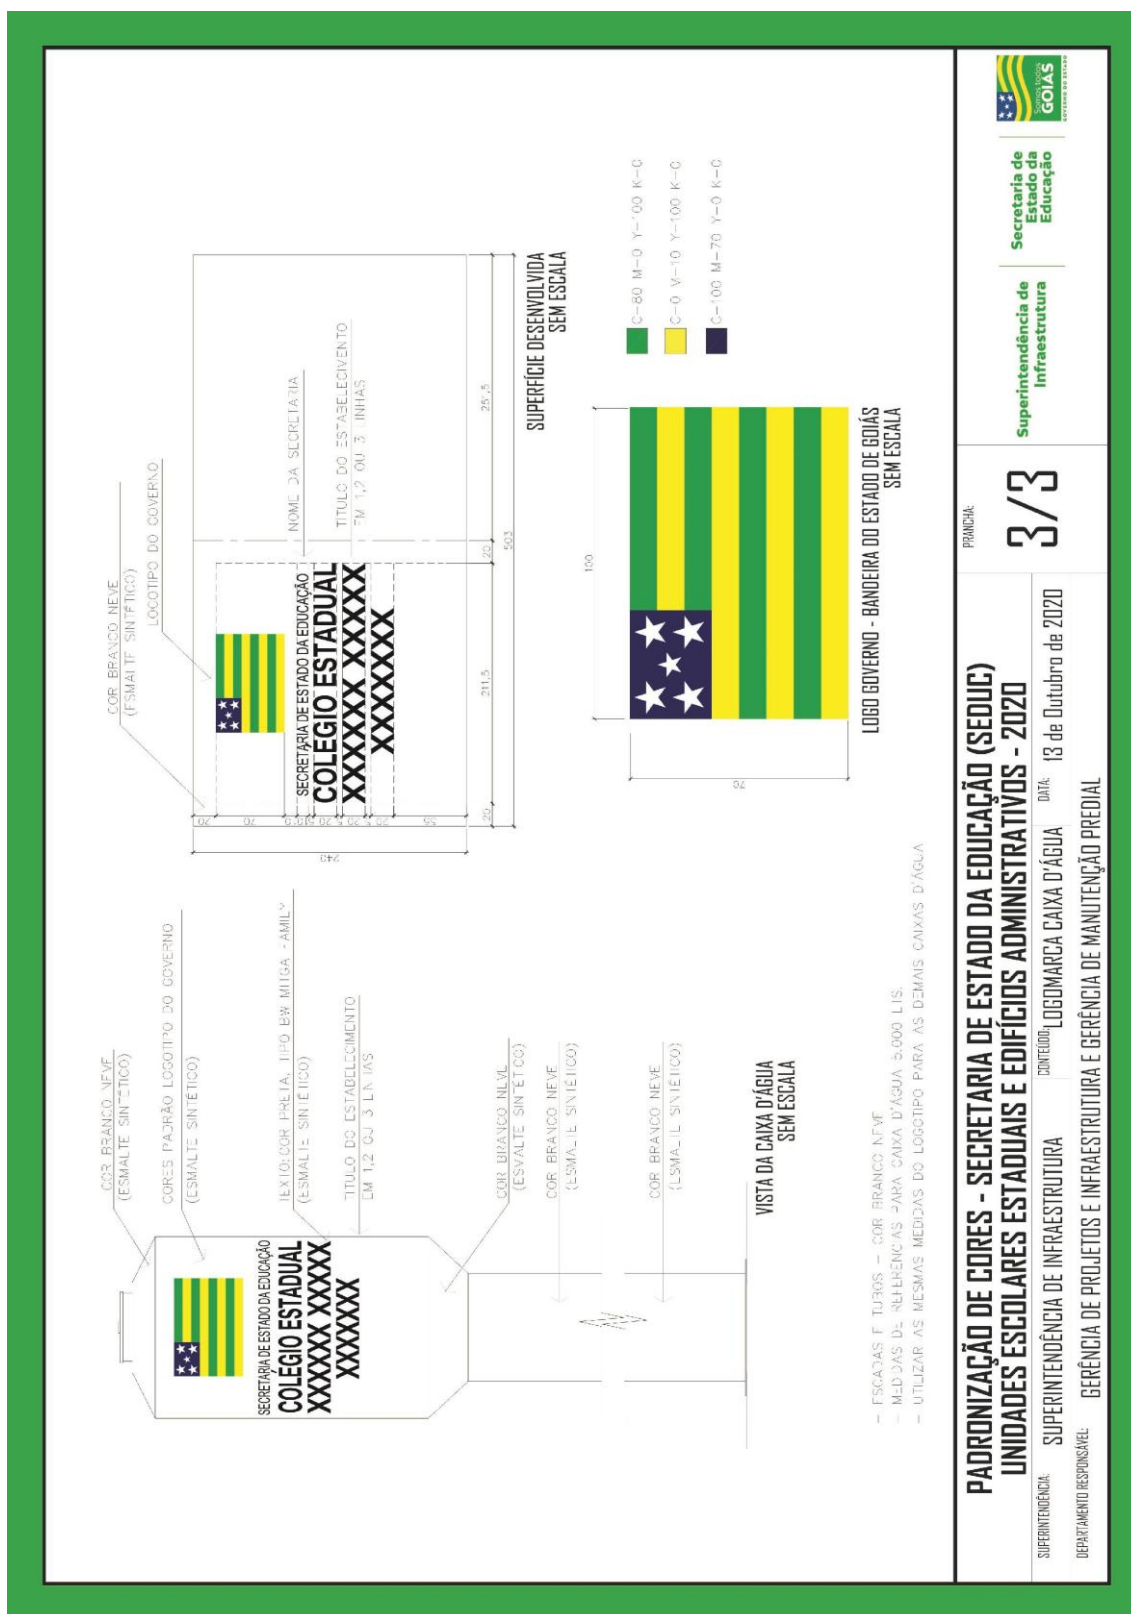 COR BRANCO NEVE
(ESMALTE SINTÉTICO)
CORES PADRÃO LOGOTIPO DO GOVERNO
(ESMALTE SINTÉTICO)
TEXTO: COR PRETA, TIPO BW
(ESMALTE SINTÉTICO)
TITULO DO ESTABELECIMENTO
EM 1,2 OU 3 LINHAS
COR BRANCO NEVE
(ESMALTE SINTÉTICO)
COR BRANCO NEVE
(ESMALTE SINTÉTICO)
COR BRANCO NEVE
(ESMALTE SINTÉTICO)
SECRETARIA DE ESTADO DA EDUCAÇÃO
COLÉGIO ESTADUAL
XXXXXX XXXXX
XXXXXX
VISTA DA CAIXA D'ÁGUA
SEM ESCALA
COR BRANCO NEVE
(ESMALTE SINTÉTICO)
LOGOTIPO DO GOVERNO
NOME DA SECRETARIA
TITULO DO ESTABELECIVENTO
EM 1,2 OU 3 LINHAS
SECRETARIA DE ESTADO DA EDUCAÇÃO
COLÉGIO ESTADUAL
XXXXXX XXXXX
XXXXXX
20
70
20
20
20
55
240
20
211,5
20
251,5
503
SUPERFÍCIE DESENVOLVIDA
SEM ESCALA
100
70
LOGO GOVERNO - BANDEIRA DO ESTADO DE GOIÁS
SEM ESCALA
C-80 M-0 Y-100 K-0
C-0 M-10 Y-100 K-0
C-100 M-70 Y-0 K-0
- ESCADAS E TUBOS - COR BRANCO NEVE
- MEDIDAS DE REFERÊNCIAS PARA CAIXA D'ÁGUA 5.000 LTS.
- UTILIZAR AS MESMAS MEDIDAS DO LOGOTIPO PARA AS DEMAIS CAIXAS D'ÁGUA
PADRONIZAÇÃO DE CORES - SECRETARIA DE ESTADO DA EDUCAÇÃO (SEDUC)
UNIDADES ESCOLARES ESTADUAIS E EDIFÍCIOS ADMINISTRATIVOS - 2020
SUPERINTENDÊNCIA: SUPERINTENDÊNCIA DE INFRAESTRUTURA
CONTEÚDO: LOGOMARCA CAIXA D'ÁGUA
DATA: 13 de Outubro de 2020
DEPARTAMENTO RESPONSÁVEL: GERÊNCIA DE PROJETOS E INFRAESTRUTURA E GERÊNCIA DE MANUTENÇÃO PREDIAL
PRANCHA:
3/3
Superintendência de
Infraestrutura
Secretaria de
Estado da
Educação
Somos todos
GOIÁS
GOVERNO DO ESTADO